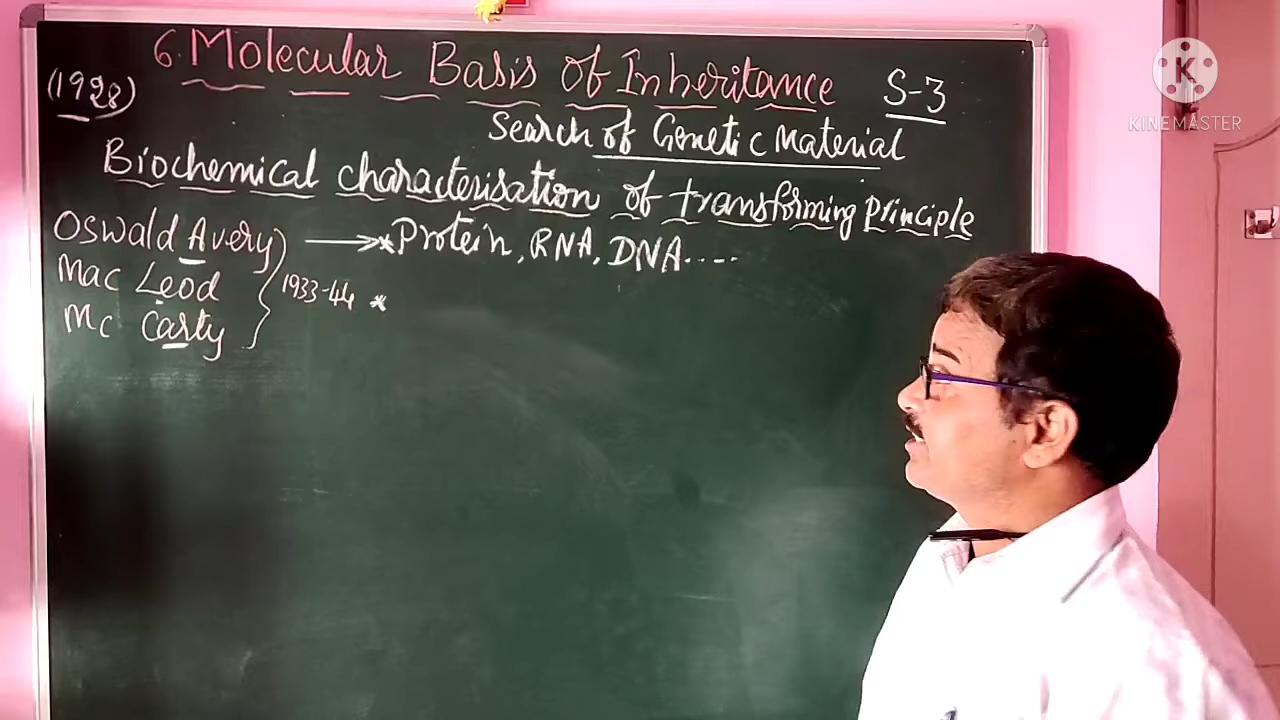 6. Molecular Basis of Inheritance S-3
(1928)
Search of Genetic Material
Biochemical characterisation of transforming Principle
Oswald Avery → * Protein, RNA, DNA.....
Mac Leod
1933-44 *
Mc Carty
K
KINEMASTER